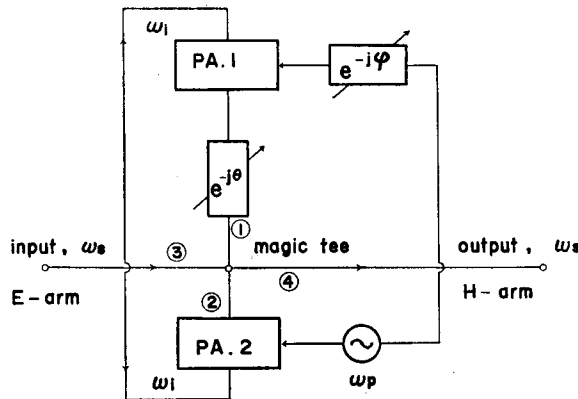 ωi
PA.1
e^-jφ
e^-jθ
①
input, ωs
③
magic tee
output, ωs
④
E-arm
②
H-arm
PA.2
ωi
ωp